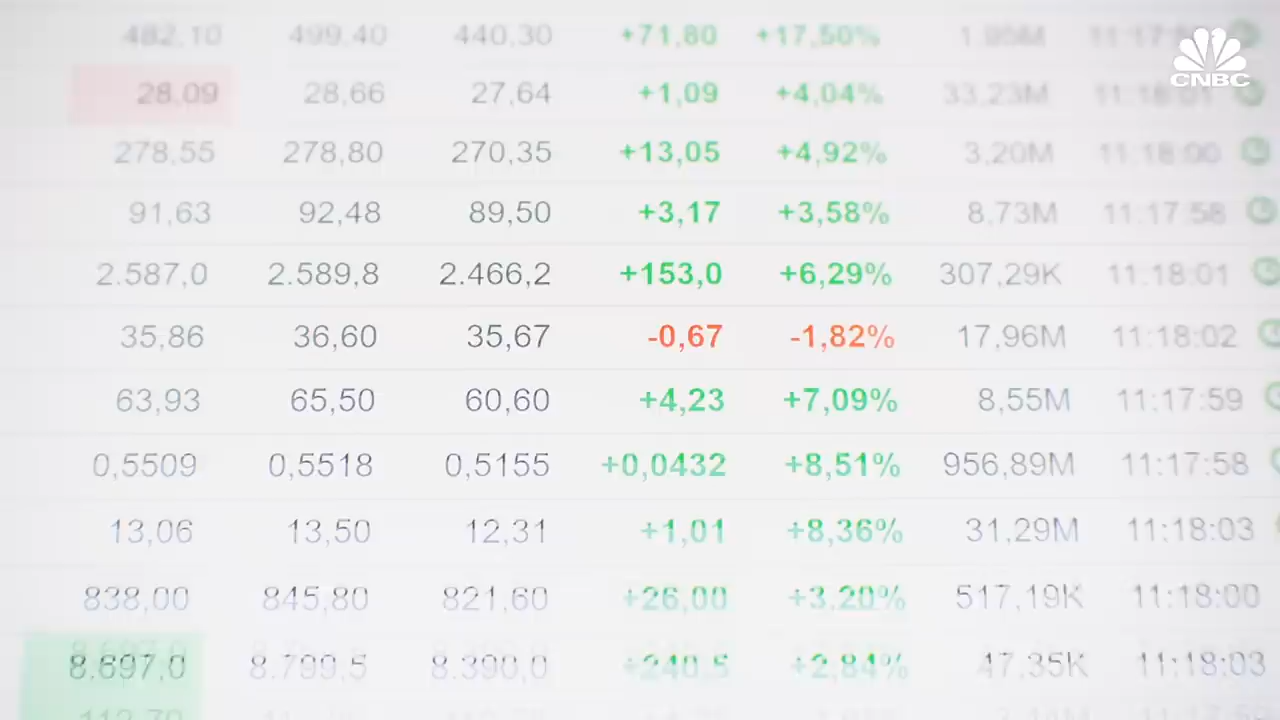 482,10 499,40 440,30 +71,80 +17,50%
CNBC
28,09 28,66 27,64 +1,09 +4,04% 33,23M 11:18:01
278,55 278,80 270,35 +13,05 +4,92% 3,20M 11:18:00
91,63 92,48 89,50 +3,17 +3,58% 8.73M 11:17:58
2.587,0 2.589,8 2.466,2 +153,0 +6,29% 307,29K 11:18:01
35,86 36,60 35,67 -0,67 -1,82% 17,96M 11:18:02
63,93 65,50 60,60 +4,23 +7,09% 8,55M 11:17:59
0,5509 0,5518 0,5155 +0,0432 +8,51% 956,89M 11:17:58
13,06 13,50 12,31 +1,01 +8,36% 31,29M 11:18:03
838,00 845,80 821,60 +26,00 +3,20% 517,19K 11:18:00
8.697,0 8.799,5 8.390,0 +240,5 +2,84% 47,35K 11:18:03